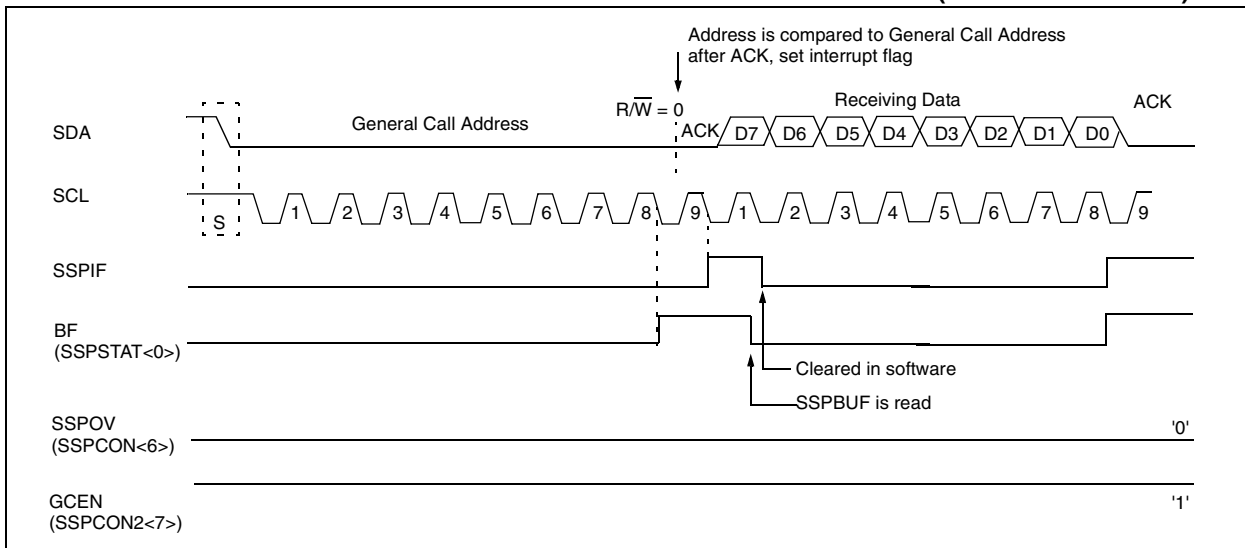 Address is compared to General Call Address
after ACK, set interrupt flag
R/W = 0
Receiving Data
ACK
SDA
General Call Address
ACK
D7
D6
D5
D4
D3
D2
D1
D0
SCL
S
1
2
3
4
5
6
7
8
9
1
2
3
4
5
6
7
8
9
SSPIF
BF
(SSPSTAT<0>)
Cleared in software
SSPBUF is read
SSPOV
(SSPCON<6>)
'0'
GCEN
(SSPCON2<7>)
'1'